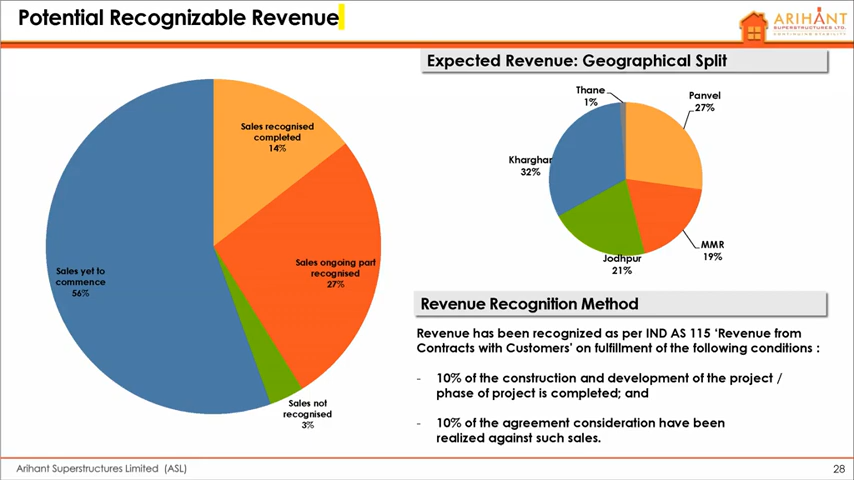 Potential Recognizable Revenue
ARIHANT
SUPERSTRUCTURES LTD.
CONTINUING STABILITY
Sales recognised
completed
14%
Sales ongoing part
recognised
27%
Sales yet to
commence
56%
Sales not
recognised
3%
Expected Revenue: Geographical Split
Thane
1%
Panvel
27%
Kharghar
32%
MMR
19%
Jodhpur
21%
Revenue Recognition Method
Revenue has been recognized as per IND AS 115 ‘Revenue from
Contracts with Customers’ on fulfillment of the following conditions :
- 10% of the construction and development of the project /
phase of project is completed; and
- 10% of the agreement consideration have been
realized against such sales.
Arihant Superstructures Limited (ASL)
28